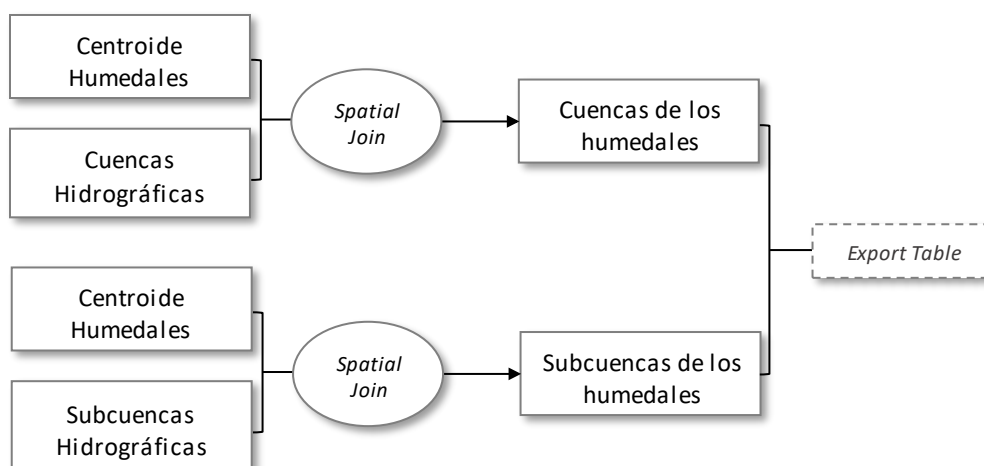 Centroide
Humedales
Cuencas
Hidrográficas
Spatial
Join
Cuencas de los
humedales
Export Table
Centroide
Humedales
Subcuencas
Hidrográficas
Spatial
Join
Subcuencas de los
humedales